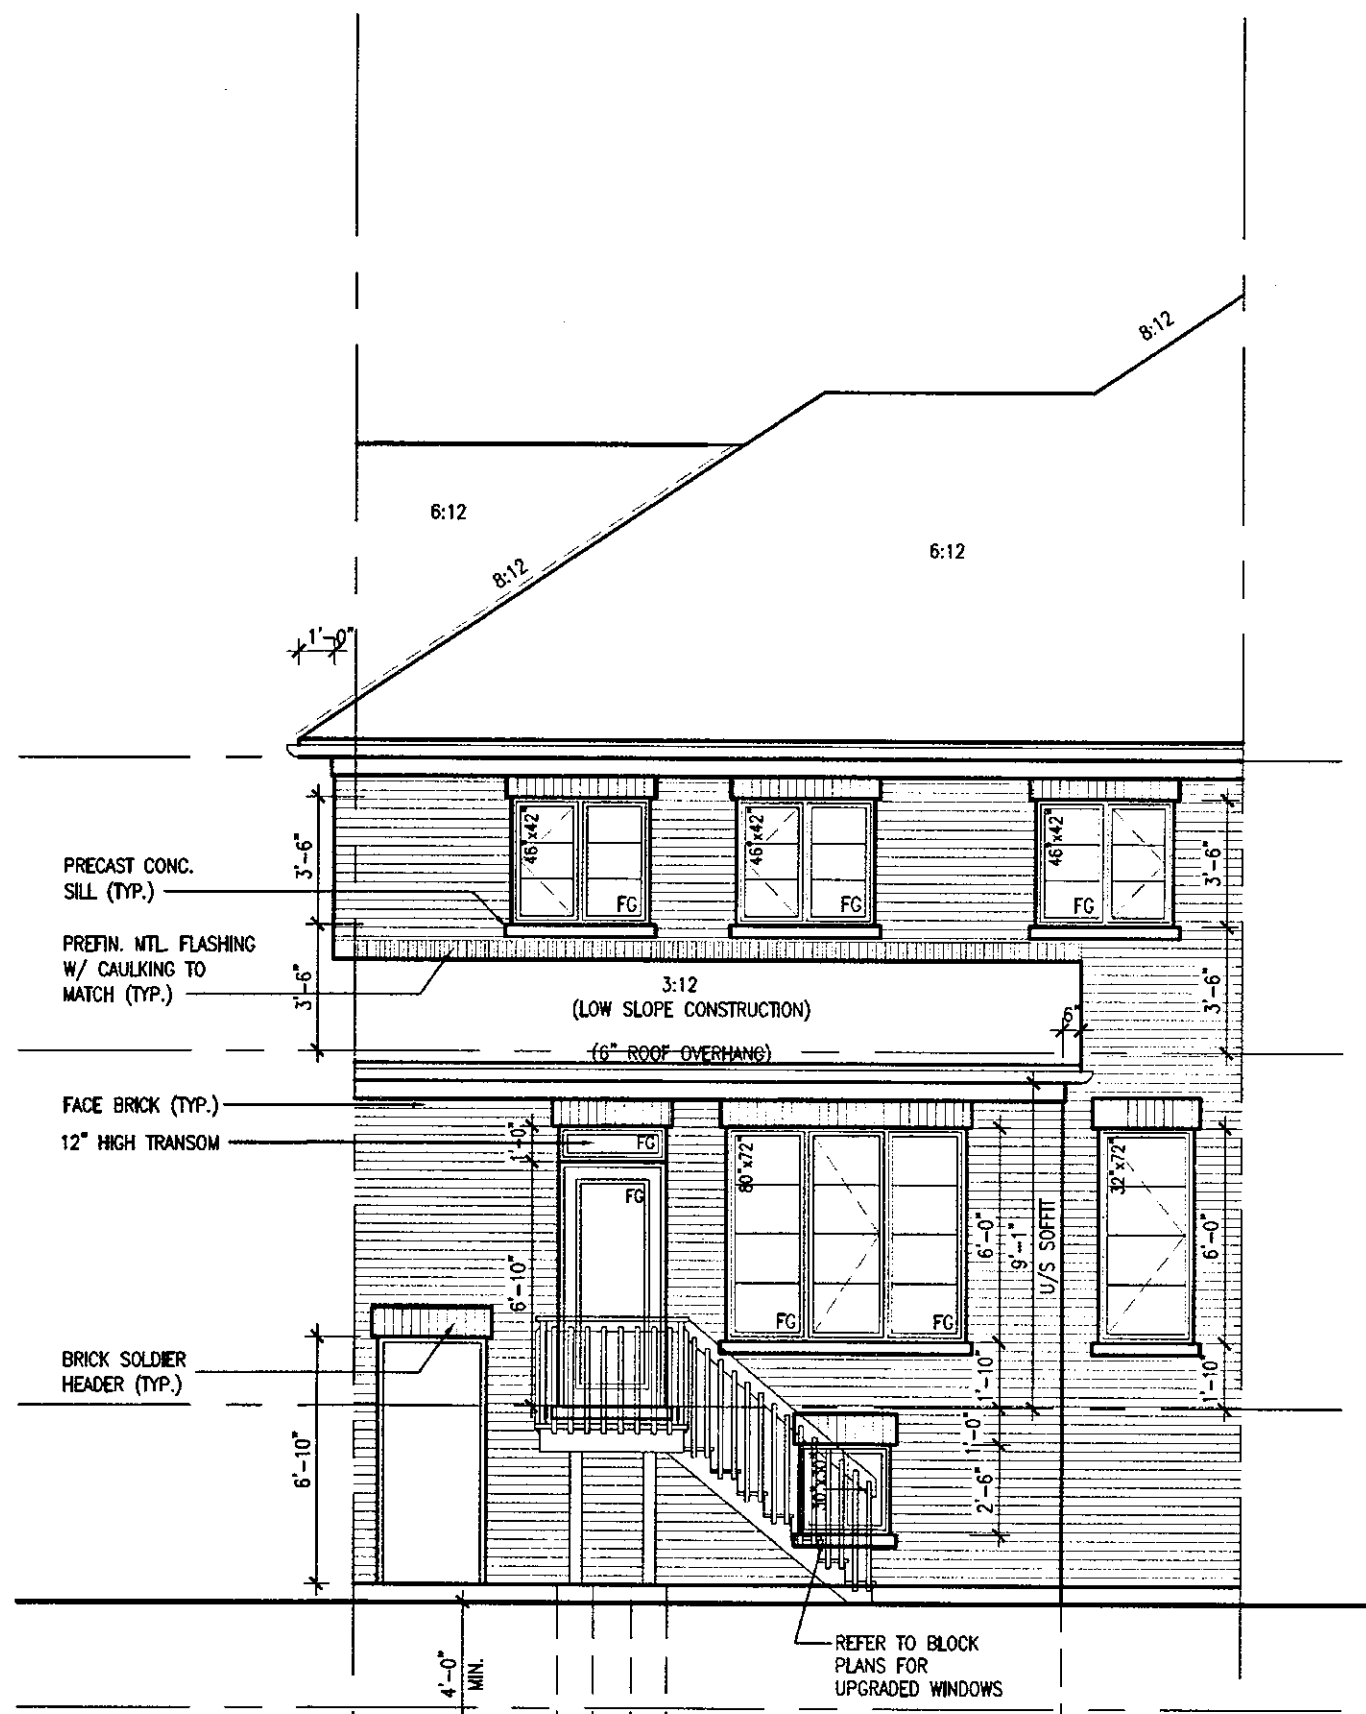 8:12
6:12
6:12
8:12
1'-0"
46"x42"
46"x42"
46"x42"
3'-6"
3'-6"
FG
FG
FG
PRECAST CONC.
SILL (TYP.)
PREFIN. MTL. FLASHING
W/ CAULKING TO
MATCH (TYP.)
3'-6"
3:12
(LOW SLOPE CONSTRUCTION)
6"
3'-6"
(6" ROOF OVERHANG)
FACE BRICK (TYP.)
12" HIGH TRANSOM
1'-0"
FG
80"x72"
32"x72"
FG
6'-10"
6'-0"
9'-1"
U/S SOFFIT
6'-0"
FG
FG
BRICK SOLDIER
HEADER (TYP.)
1'-10"
1'-10"
1'-0"
6'-10"
2'-6"
REFER TO BLOCK
PLANS FOR
UPGRADED WINDOWS
4'-0"
MIN.